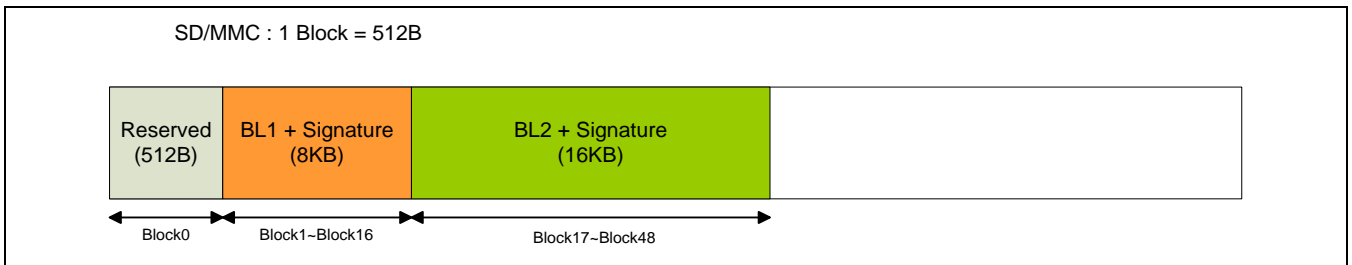 SD/MMC : 1 Block = 512B
Reserved
(512B)
BL1 + Signature
(8KB)
BL2 + Signature
(16KB)
Block0
Block1~Block16
Block17~Block48